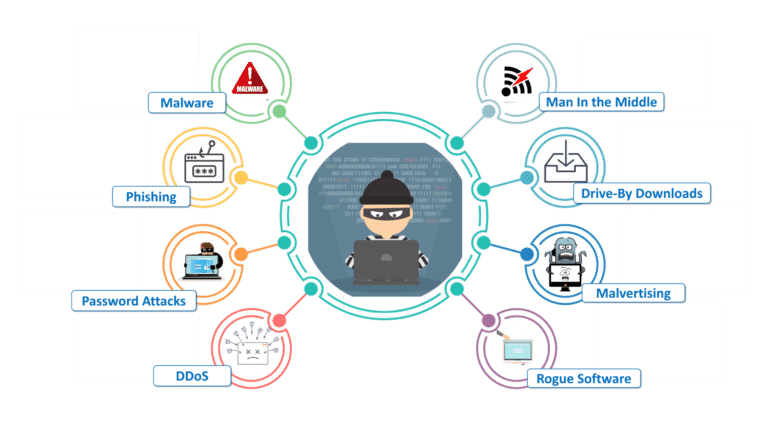 MALWARE
Malware
Man In the Middle
***
Phishing
Drive-By Downloads
Password Attacks
Malvertising
DDoS
Rogue Software